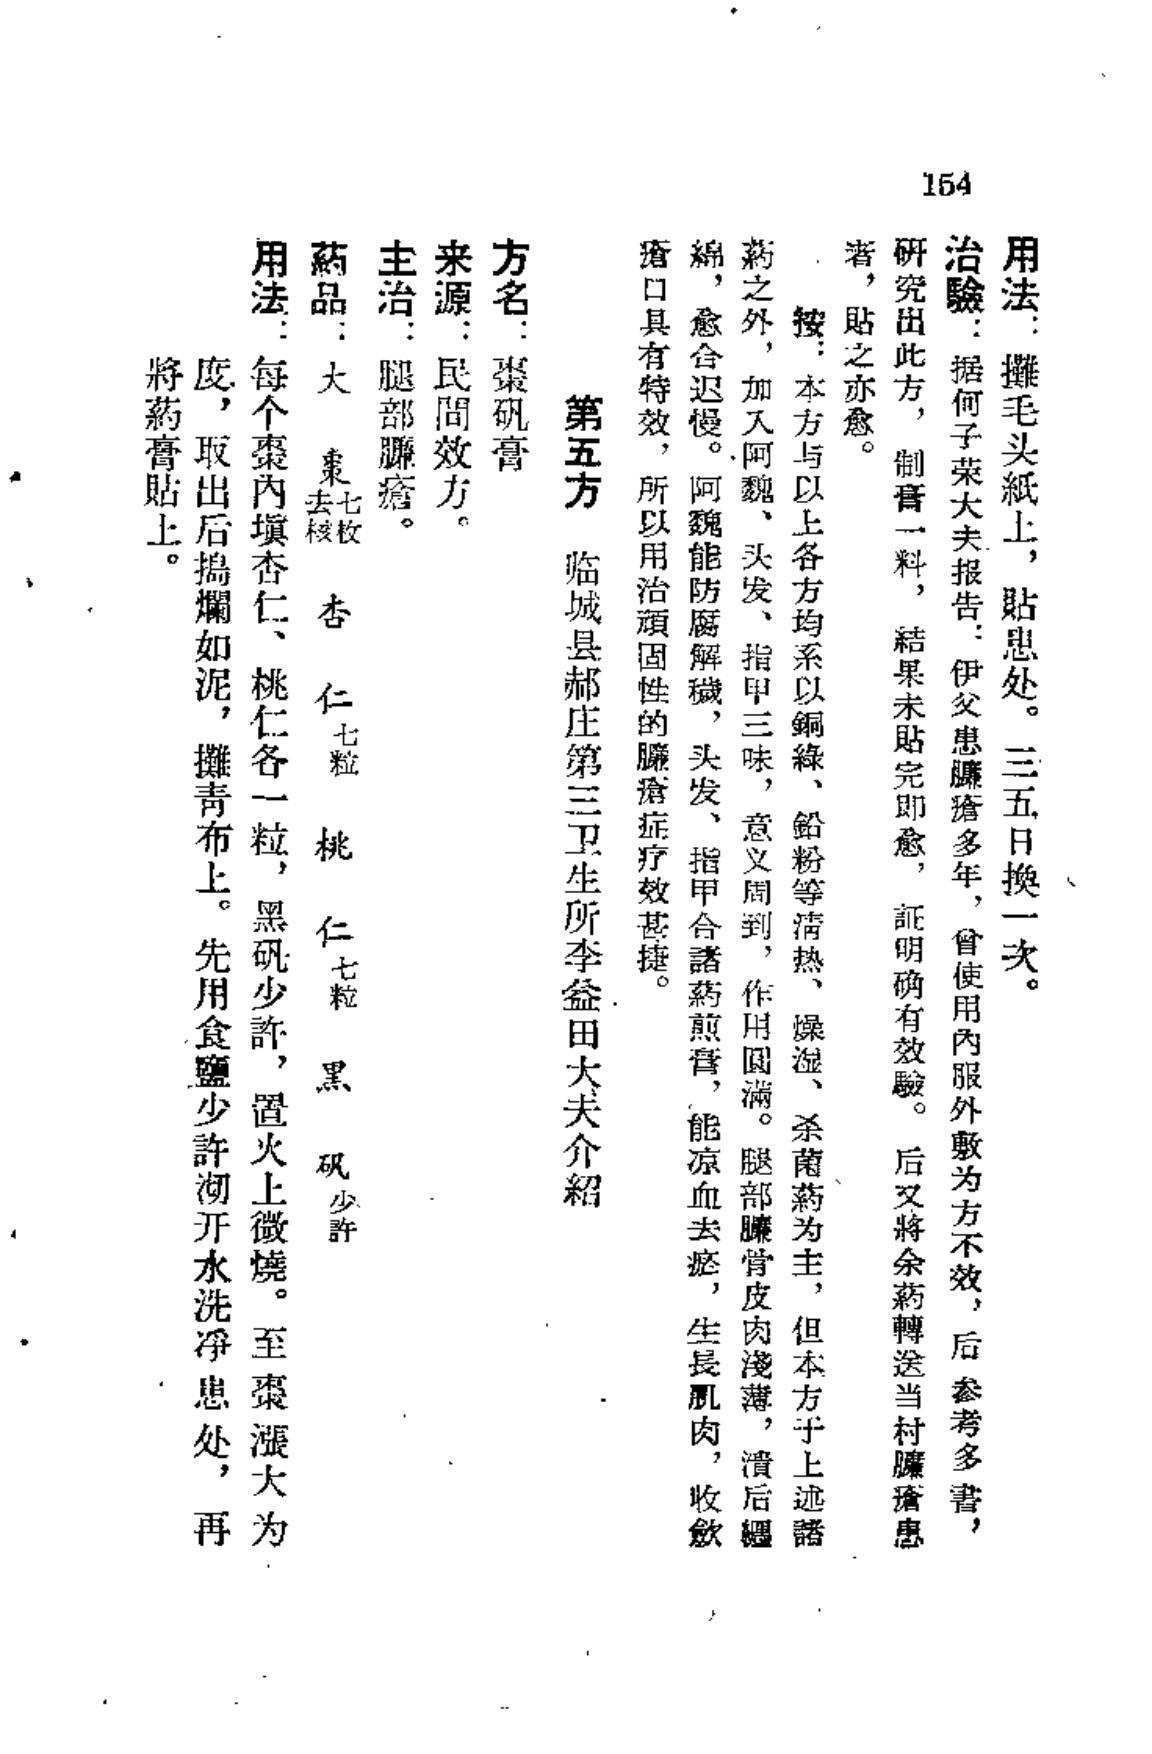 154
用法：攤毛头紙上，貼患处。三五日換一次。
治驗：据何子荣大夫报告：伊父患臁瘡多年，曾使用內服外敷为方不效，后参考多書，
研究出此方，制膏一料，結果未貼完即愈，証明确有效驗。后又將余葯轉送当村臁瘡患
者，貼之亦愈。
按：本方与以上各方均系以銅綠、鉛粉等淸热、燥湿、杀菌葯为主，但本方于上述諸
葯之外，加入阿魏、头发、指甲三味，意义周到，作用圓滿。腿部臁骨皮肉淺薄，潰后纒
綿，愈合迟慢。阿魏能防腐解穢，头发、指甲合諸葯煎膏，能凉血去瘀，生長肌肉，收斂
瘡口具有特效，所以用治頑固性的臁瘡症疗效甚捷。
第五方　临城县郝庄第三卫生所李益田大夫介紹
方名：棗矾膏
来源：民間效方。
主治：腿部臁瘡。
葯品：大棗七枚去核　杏仁七粒　桃仁七粒　黑矾少許
用法：每个棗內塡杏仁、桃仁各一粒，黑矾少許，置火上微燒。至棗漲大为
度，取出后搗爛如泥，攤靑布上。先用食鹽少許沏开水洗凈患处，再
將葯膏貼上。